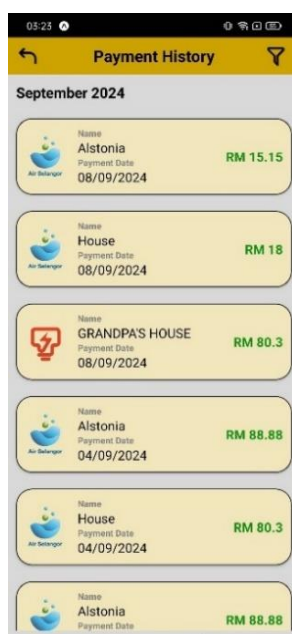 03:23
Payment History
September 2024
Name
Alstonia
Payment Date
08/09/2024
RM 15.15
Air Selangor
Name
House
Payment Date
08/09/2024
RM 18
Air Selangor
Name
GRANDPA'S HOUSE
Payment Date
08/09/2024
RM 80.3
Name
Alstonia
Payment Date
04/09/2024
RM 88.88
Air Selangor
Name
House
Payment Date
04/09/2024
RM 80.3
Air Selangor
Name
Alstonia
Payment Date
RM 88.88